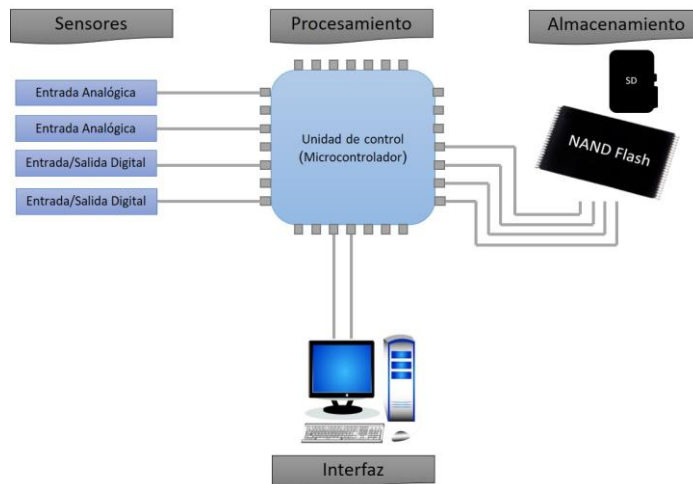 Sensores
Procesamiento
Almacenamiento
SD
NAND Flash
Entrada Analógica
Entrada Analógica
Entrada/Salida Digital
Entrada/Salida Digital
Unidad de control
(Microcontrolador)
Interfaz